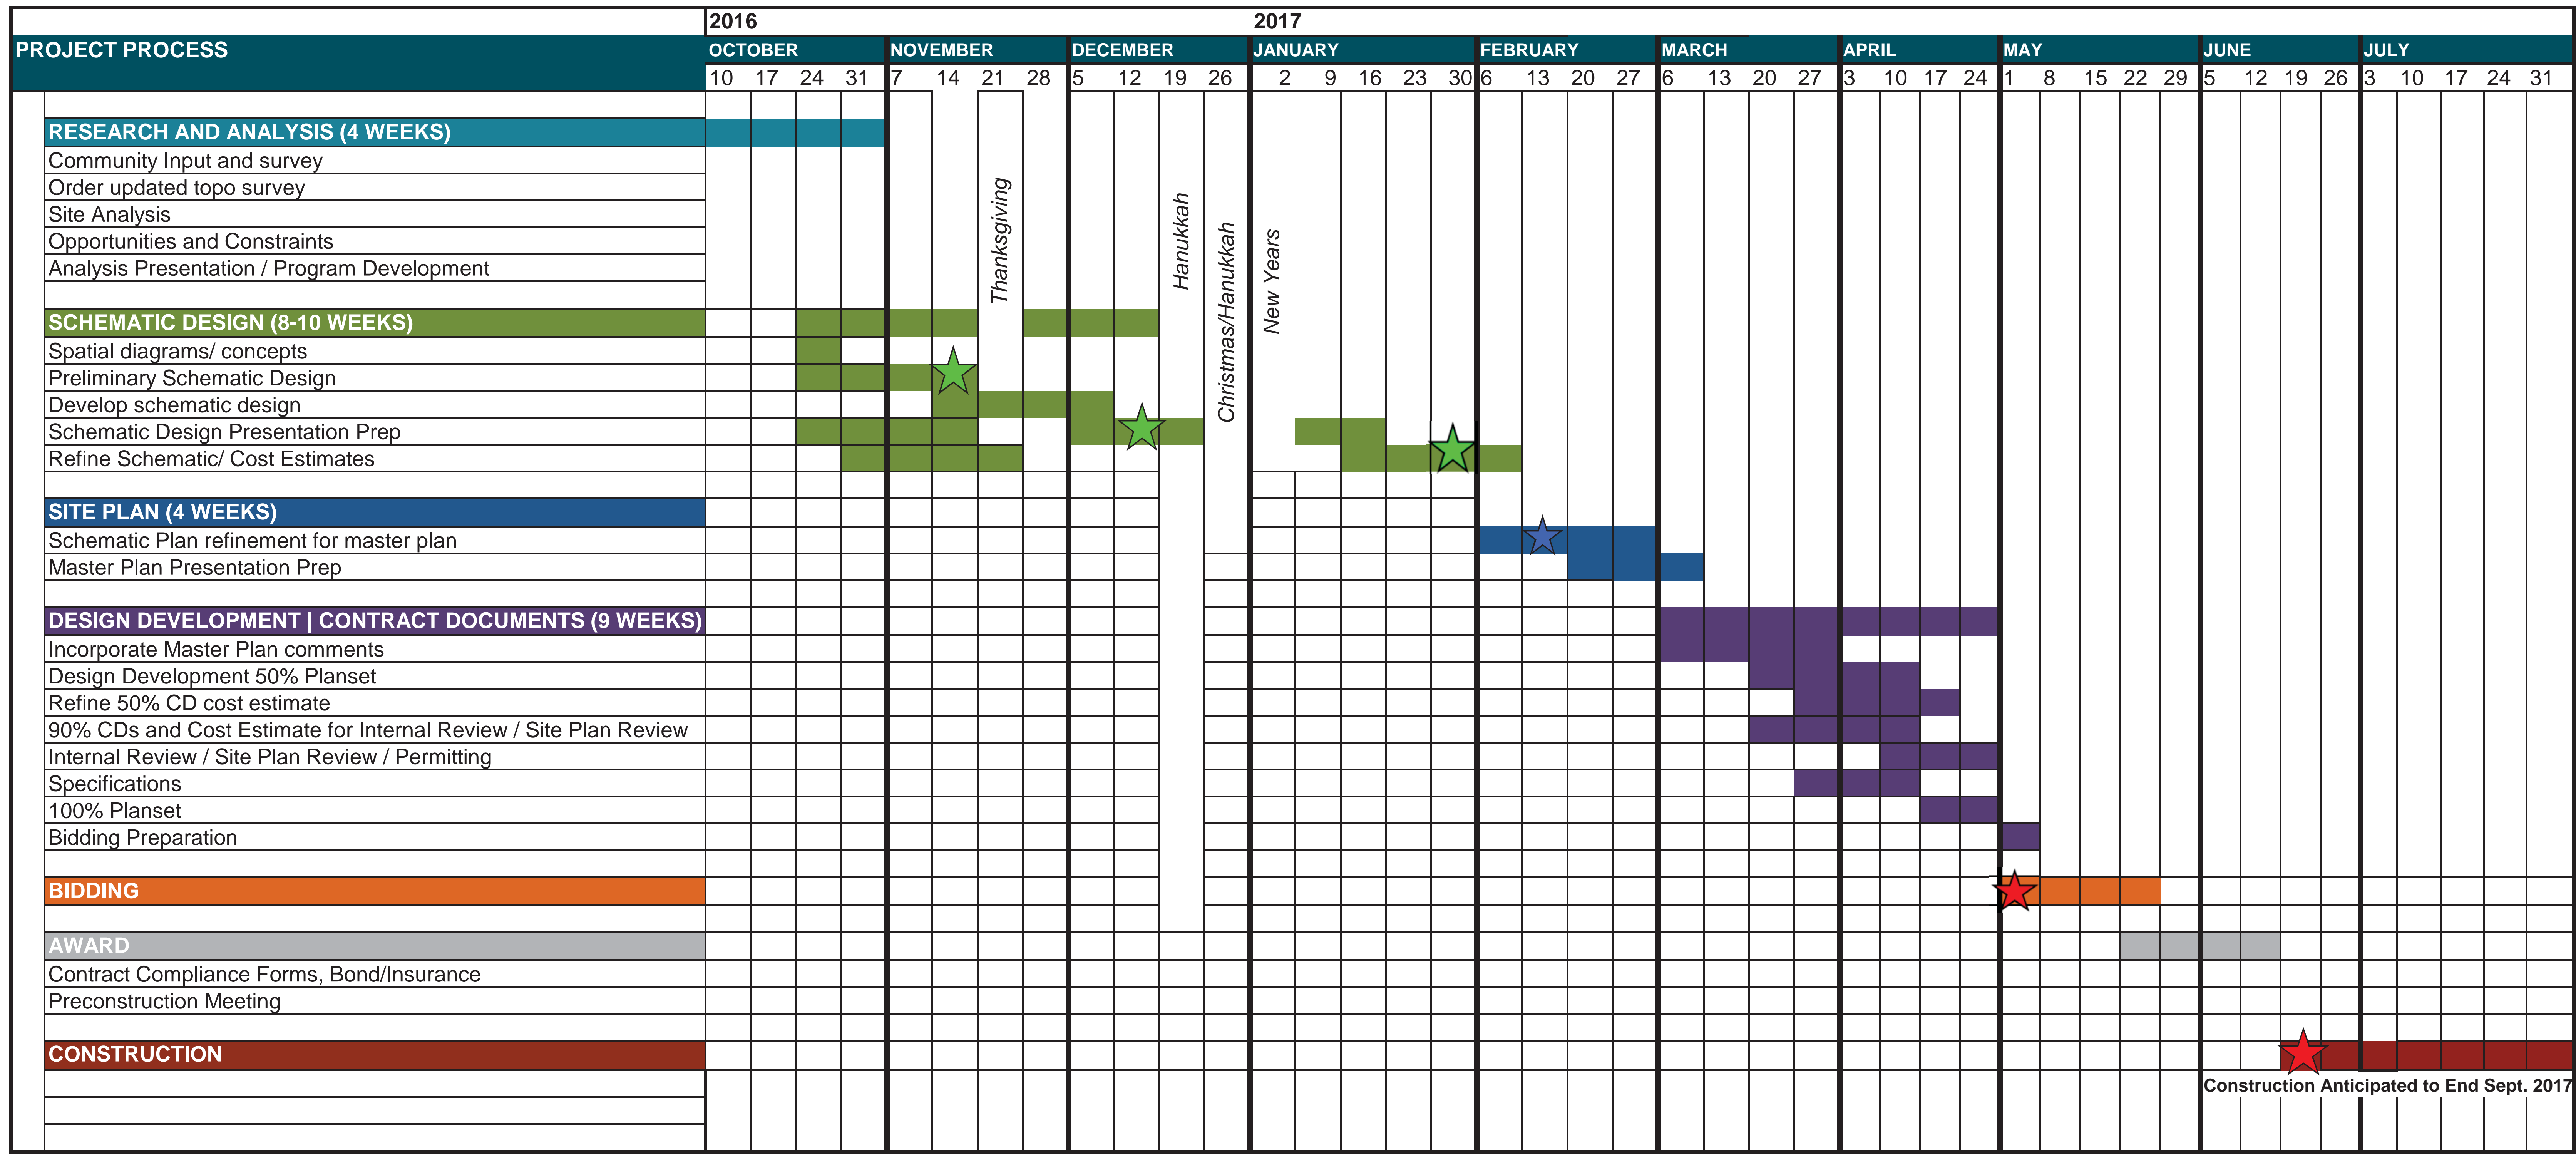 2016 2017
PROJECT PROCESS OCTOBER NOVEMBER DECEMBER JANUARY FEBRUARY MARCH APRIL MAY JUNE JULY
10 17 24 31 7 14 21 28 5 12 19 26 2 9 16 23 30 6 13 20 27 6 13 20 27 3 10 17 24 1 8 15 22 29 5 12 19 26 3 10 17 24 31
RESEARCH AND ANALYSIS (4 WEEKS)
Community Input and survey
Order updated topo survey
Site Analysis
Opportunities and Constraints
Analysis Presentation / Program Development
Thanksgiving
Hanukkah
Christmas/Hanukkah
New Years
SCHEMATIC DESIGN (8-10 WEEKS)
Spatial diagrams/ concepts
Preliminary Schematic Design
Develop schematic design
Schematic Design Presentation Prep
Refine Schematic/ Cost Estimates
SITE PLAN (4 WEEKS)
Schematic Plan refinement for master plan
Master Plan Presentation Prep
DESIGN DEVELOPMENT | CONTRACT DOCUMENTS (9 WEEKS)
Incorporate Master Plan comments
Design Development 50% Planset
Refine 50% CD cost estimate
90% CDs and Cost Estimate for Internal Review / Site Plan Review
Internal Review / Site Plan Review / Permitting
Specifications
100% Planset
Bidding Preparation
BIDDING
AWARD
Contract Compliance Forms, Bond/Insurance
Preconstruction Meeting
CONSTRUCTION
Construction Anticipated to End Sept. 2017